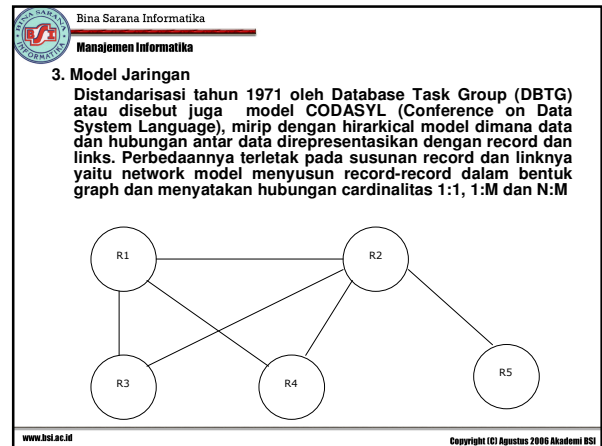 BINA SARANA
BSI
INFORMATIKA
Bina Sarana Informatika
Manajemen Informatika
3. Model Jaringan
Distandarisasi tahun 1971 oleh Database Task Group (DBTG)
atau disebut juga model CODASYL (Conference on Data
System Language), mirip dengan hirarkical model dimana data
dan hubungan antar data direpresentasikan dengan record dan
links. Perbedaannya terletak pada susunan record dan linknya
yaitu network model menyusun record-record dalam bentuk
graph dan menyatakan hubungan cardinalitas 1:1, 1:M dan N:M
R1
R2
R3
R4
R5
www.bsi.ac.id
Copyright (C) Agustus 2006 Akademi BSI